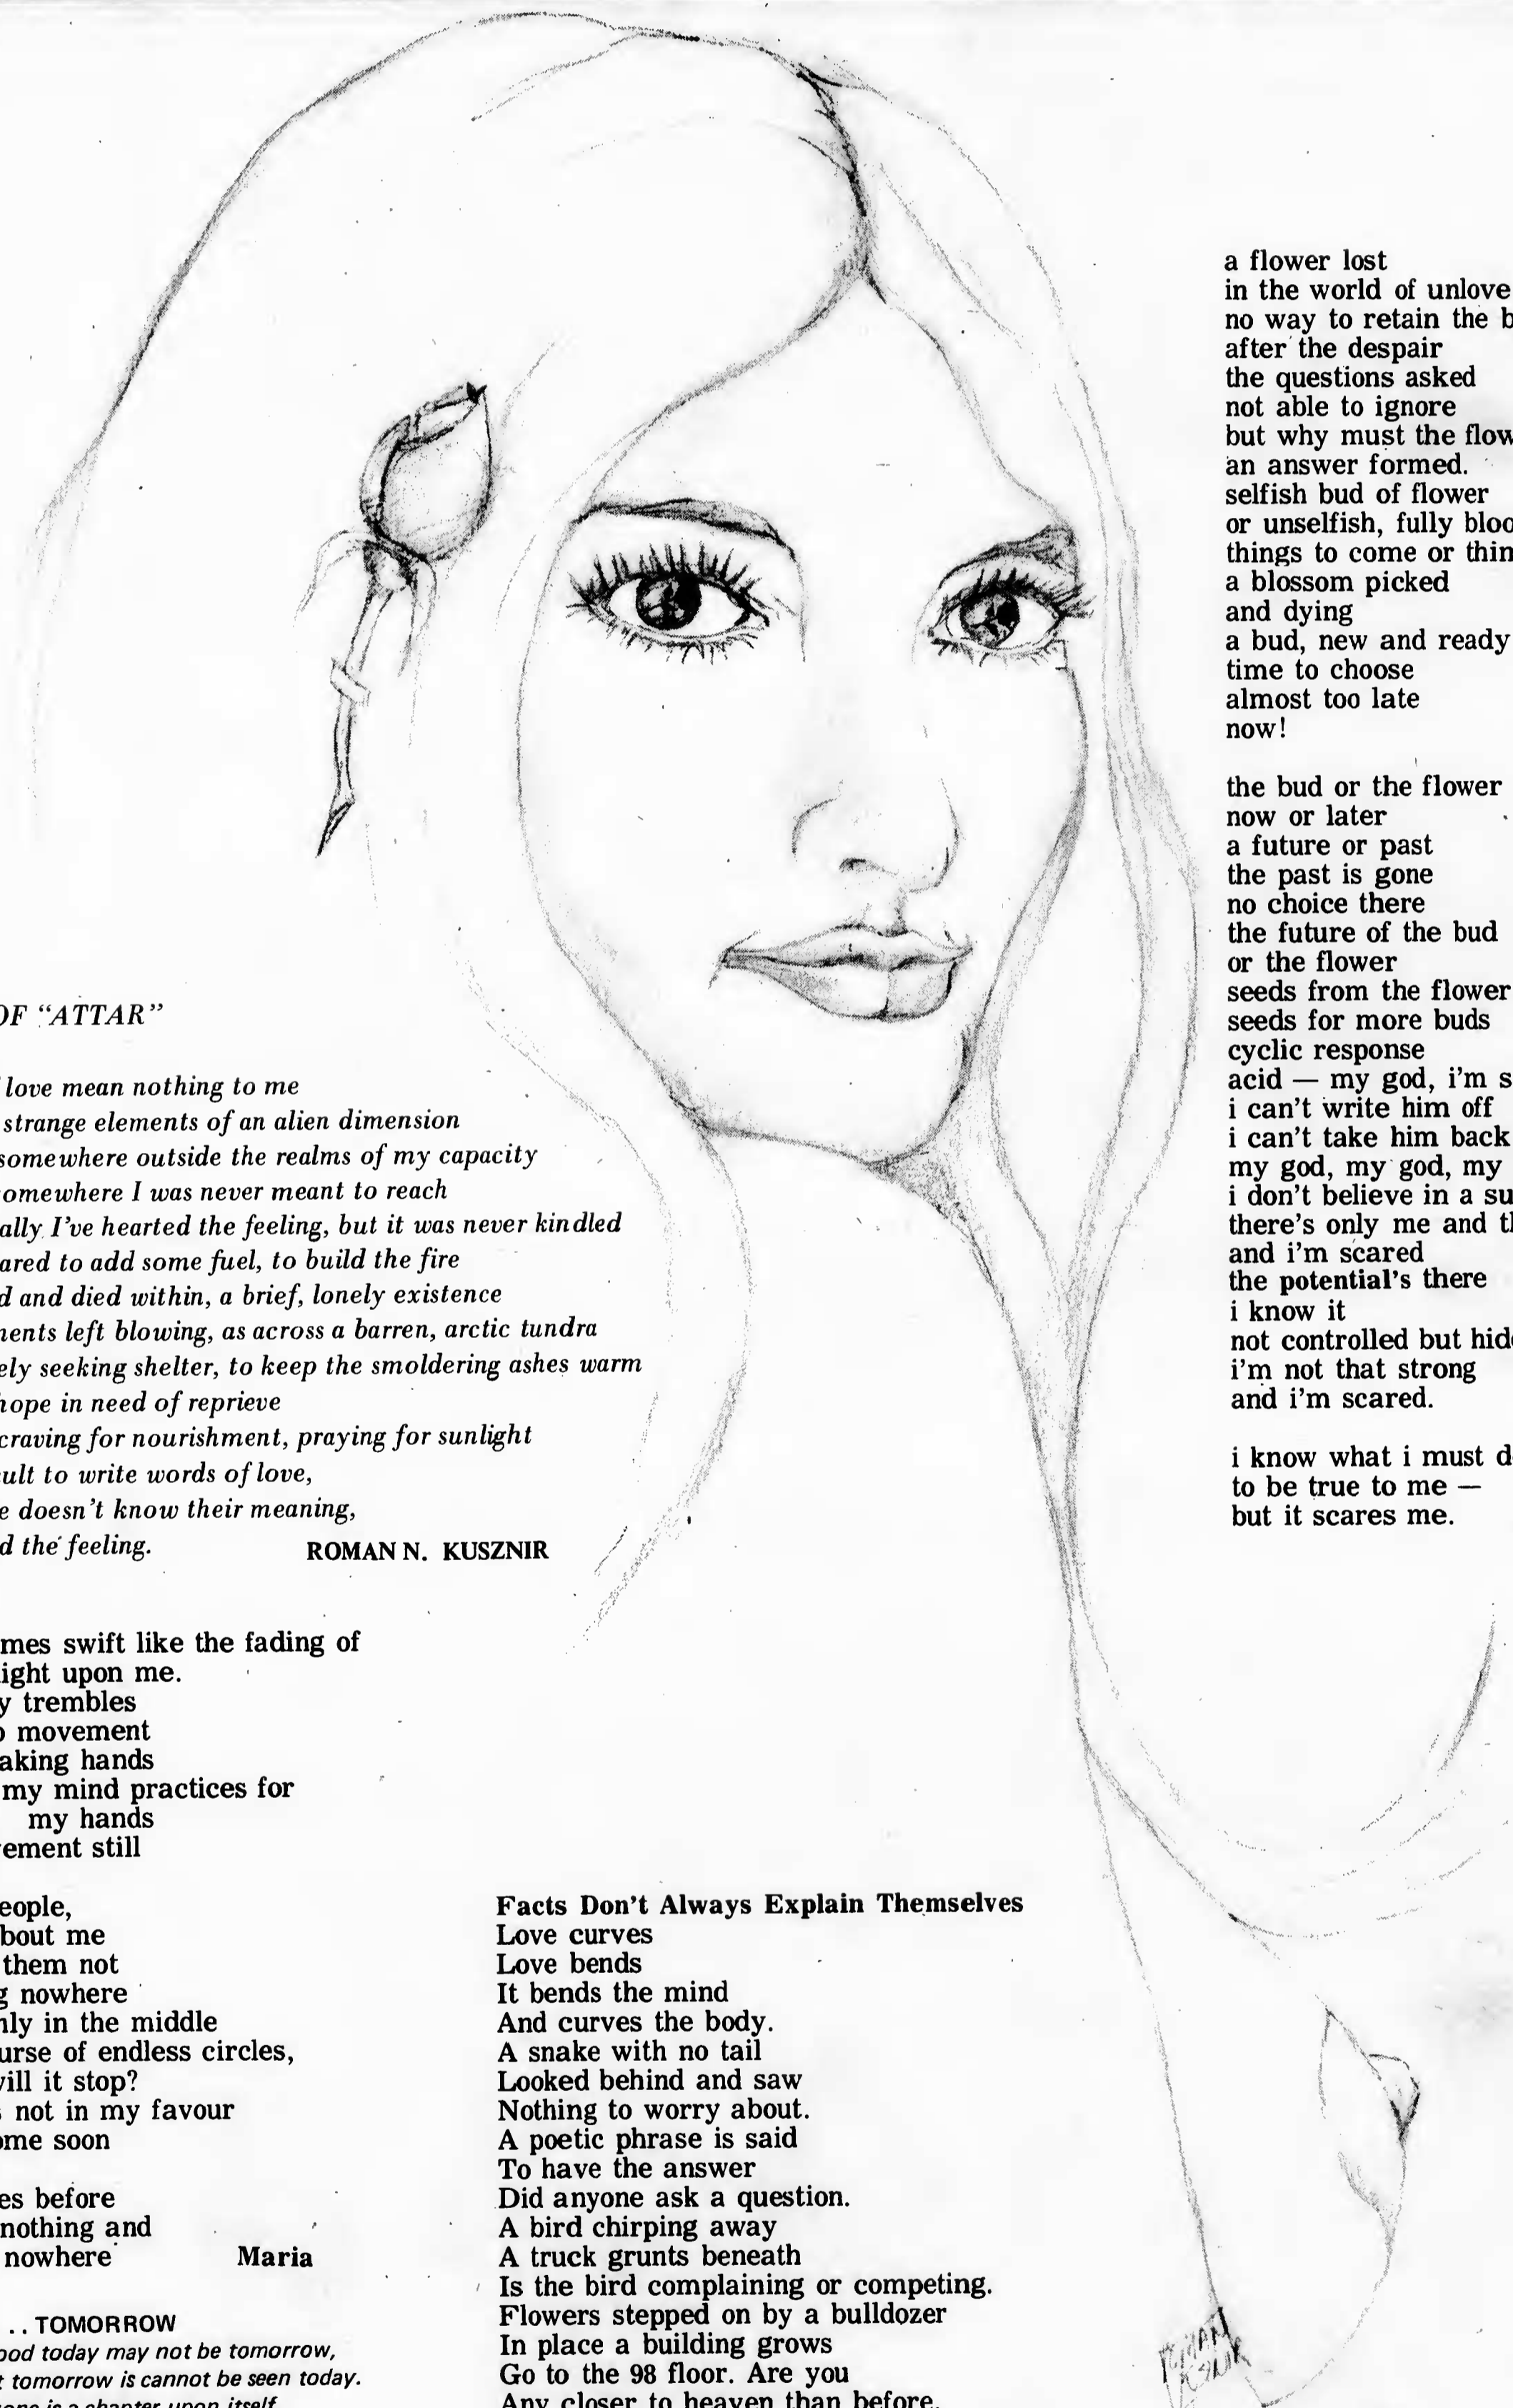 OF "ATTAR"
love mean nothing to me
strange elements of an alien dimension
somewhere outside the realms of my capacity
omewhere I was never meant to reach
ally I've hearted the feeling, but it was never kindled
ared to add some fuel, to build the fire
d and died within, a brief, lonely existence
ents left blowing, as across a barren, arctic tundra
ely seeking shelter, to keep the smoldering ashes warm
hope in need of reprieve
craving for nourishment, praying for sunlight
ult to write words of love,
e doesn't know their meaning,
d the feeling.
ROMAN N. KUSZNIR
mes swift like the fading of
ight upon me.
y trembles
o movement
aking hands
my mind practices for
my hands
ement still
eople,
bout me
them not
g nowhere
nly in the middle
urse of endless circles,
ill it stop?
s not in my favour
ome soon
es before
nothing and
nowhere
Maria
. . TOMORROW
ood today may not be tomorrow,
t tomorrow is cannot be seen today.
one is a chapter upon itself
Facts Don't Always Explain Themselves
Love curves
Love bends
It bends the mind
And curves the body.
A snake with no tail
Looked behind and saw
Nothing to worry about.
A poetic phrase is said
To have the answer
Did anyone ask a question.
A bird chirping away
A truck grunts beneath
Is the bird complaining or competing.
Flowers stepped on by a bulldozer
In place a building grows
Go to the 98 floor. Are you
Any closer to heaven than before.
a flower lost
in the world of unlove
no way to retain the b
after the despair
the questions asked
not able to ignore
but why must the flow
an answer formed.
selfish bud of flower
or unselfish, fully bloo
things to come or thin
a blossom picked
and dying
a bud, new and ready
time to choose
almost too late
now!
the bud or the flower
now or later
a future or past
the past is gone
no choice there
the future of the bud
or the flower
seeds from the flower
seeds for more buds
cyclic response
acid — my god, i'm s
i can't write him off
i can't take him back
my god, my god, my
i don't believe in a su
there's only me and th
and i'm scared
the potential's there
i know it
not controlled but hid
i'm not that strong
and i'm scared.
i know what i must d
to be true to me —
but it scares me.